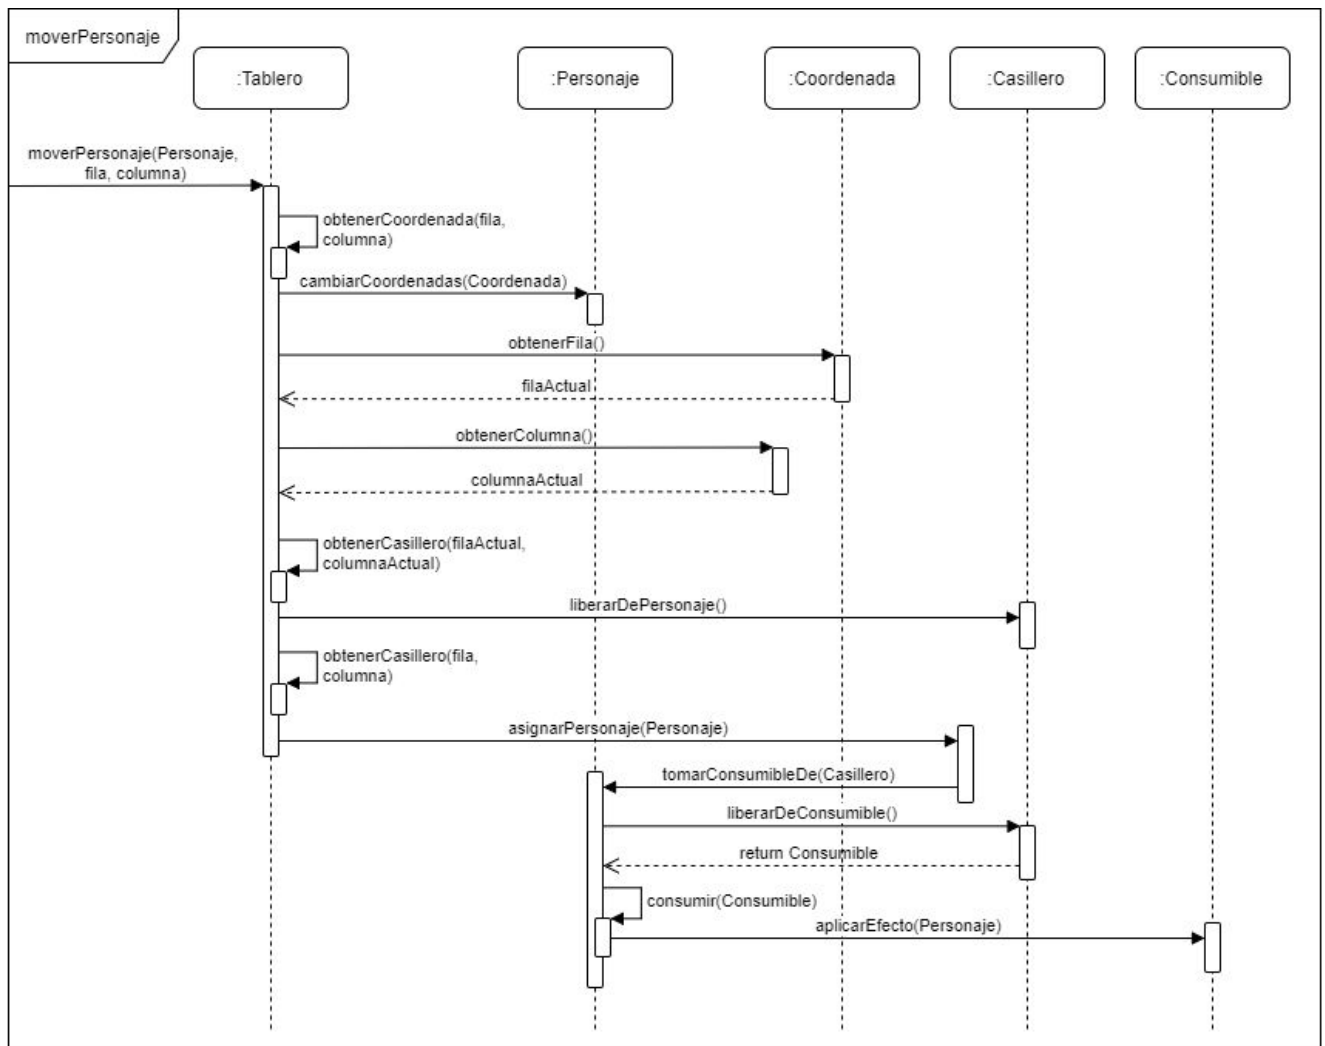 moverPersonaje
:Tablero
:Personaje
:Coordenada
:Casillero
:Consumible
moverPersonaje(Personaje,
fila, columna)
obtenerCoordenada(fila,
columna)
cambiarCoordenadas(Coordenada)
obtenerFila()
filaActual
obtenerColumna()
columnaActual
obtenerCasillero(filaActual,
columnaActual)
liberarDePersonaje()
obtenerCasillero(fila,
columna)
asignarPersonaje(Personaje)
tomarConsumibleDe(Casillero)
liberarDeConsumible()
return Consumible
consumir(Consumible)
aplicarEfecto(Personaje)